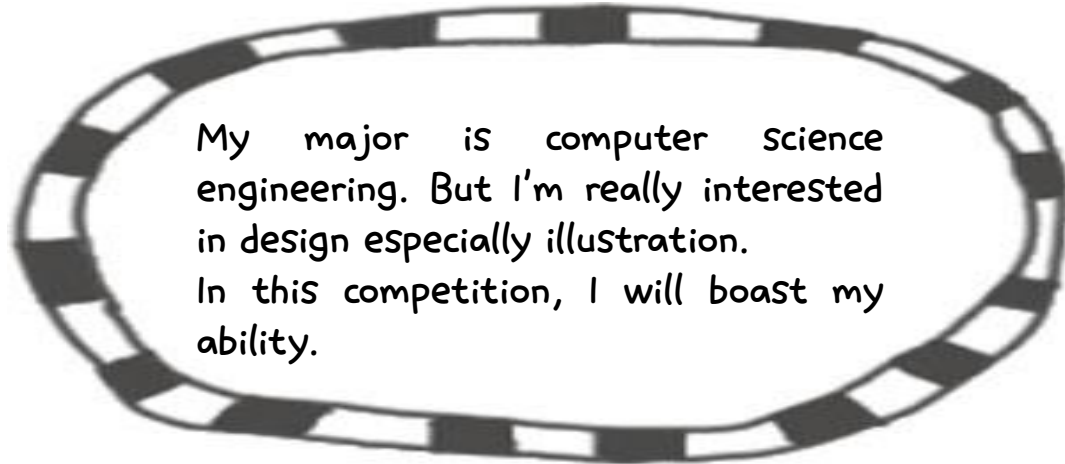 My major is computer science
engineering. But I'm really interested
in design especially illustration.
In this competition, I will boast my
ability.